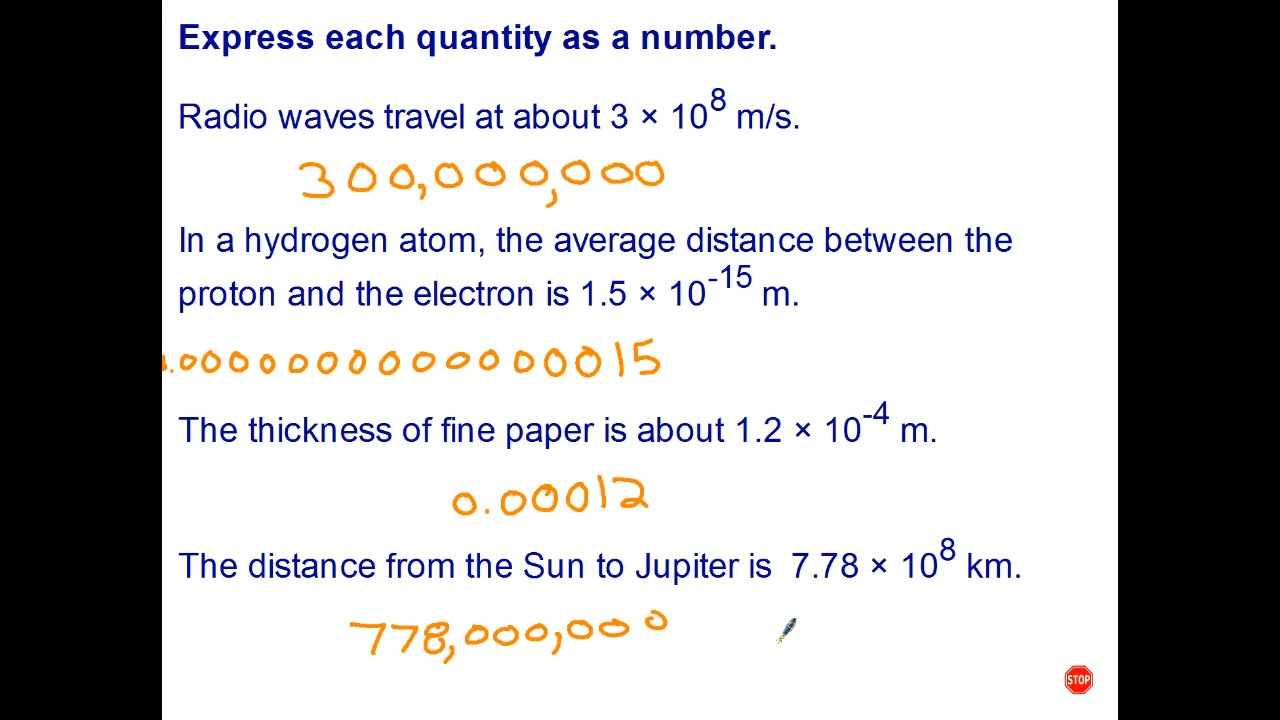 Express each quantity as a number.
Radio waves travel at about 3 × 10⁸ m/s.
300,000,000
In a hydrogen atom, the average distance between the
proton and the electron is 1.5 × 10⁻¹⁵ m.
.0000000000000015
The thickness of fine paper is about 1.2 × 10⁻⁴ m.
0.00012
The distance from the Sun to Jupiter is 7.78 × 10⁸ km.
778,000,000
STOP